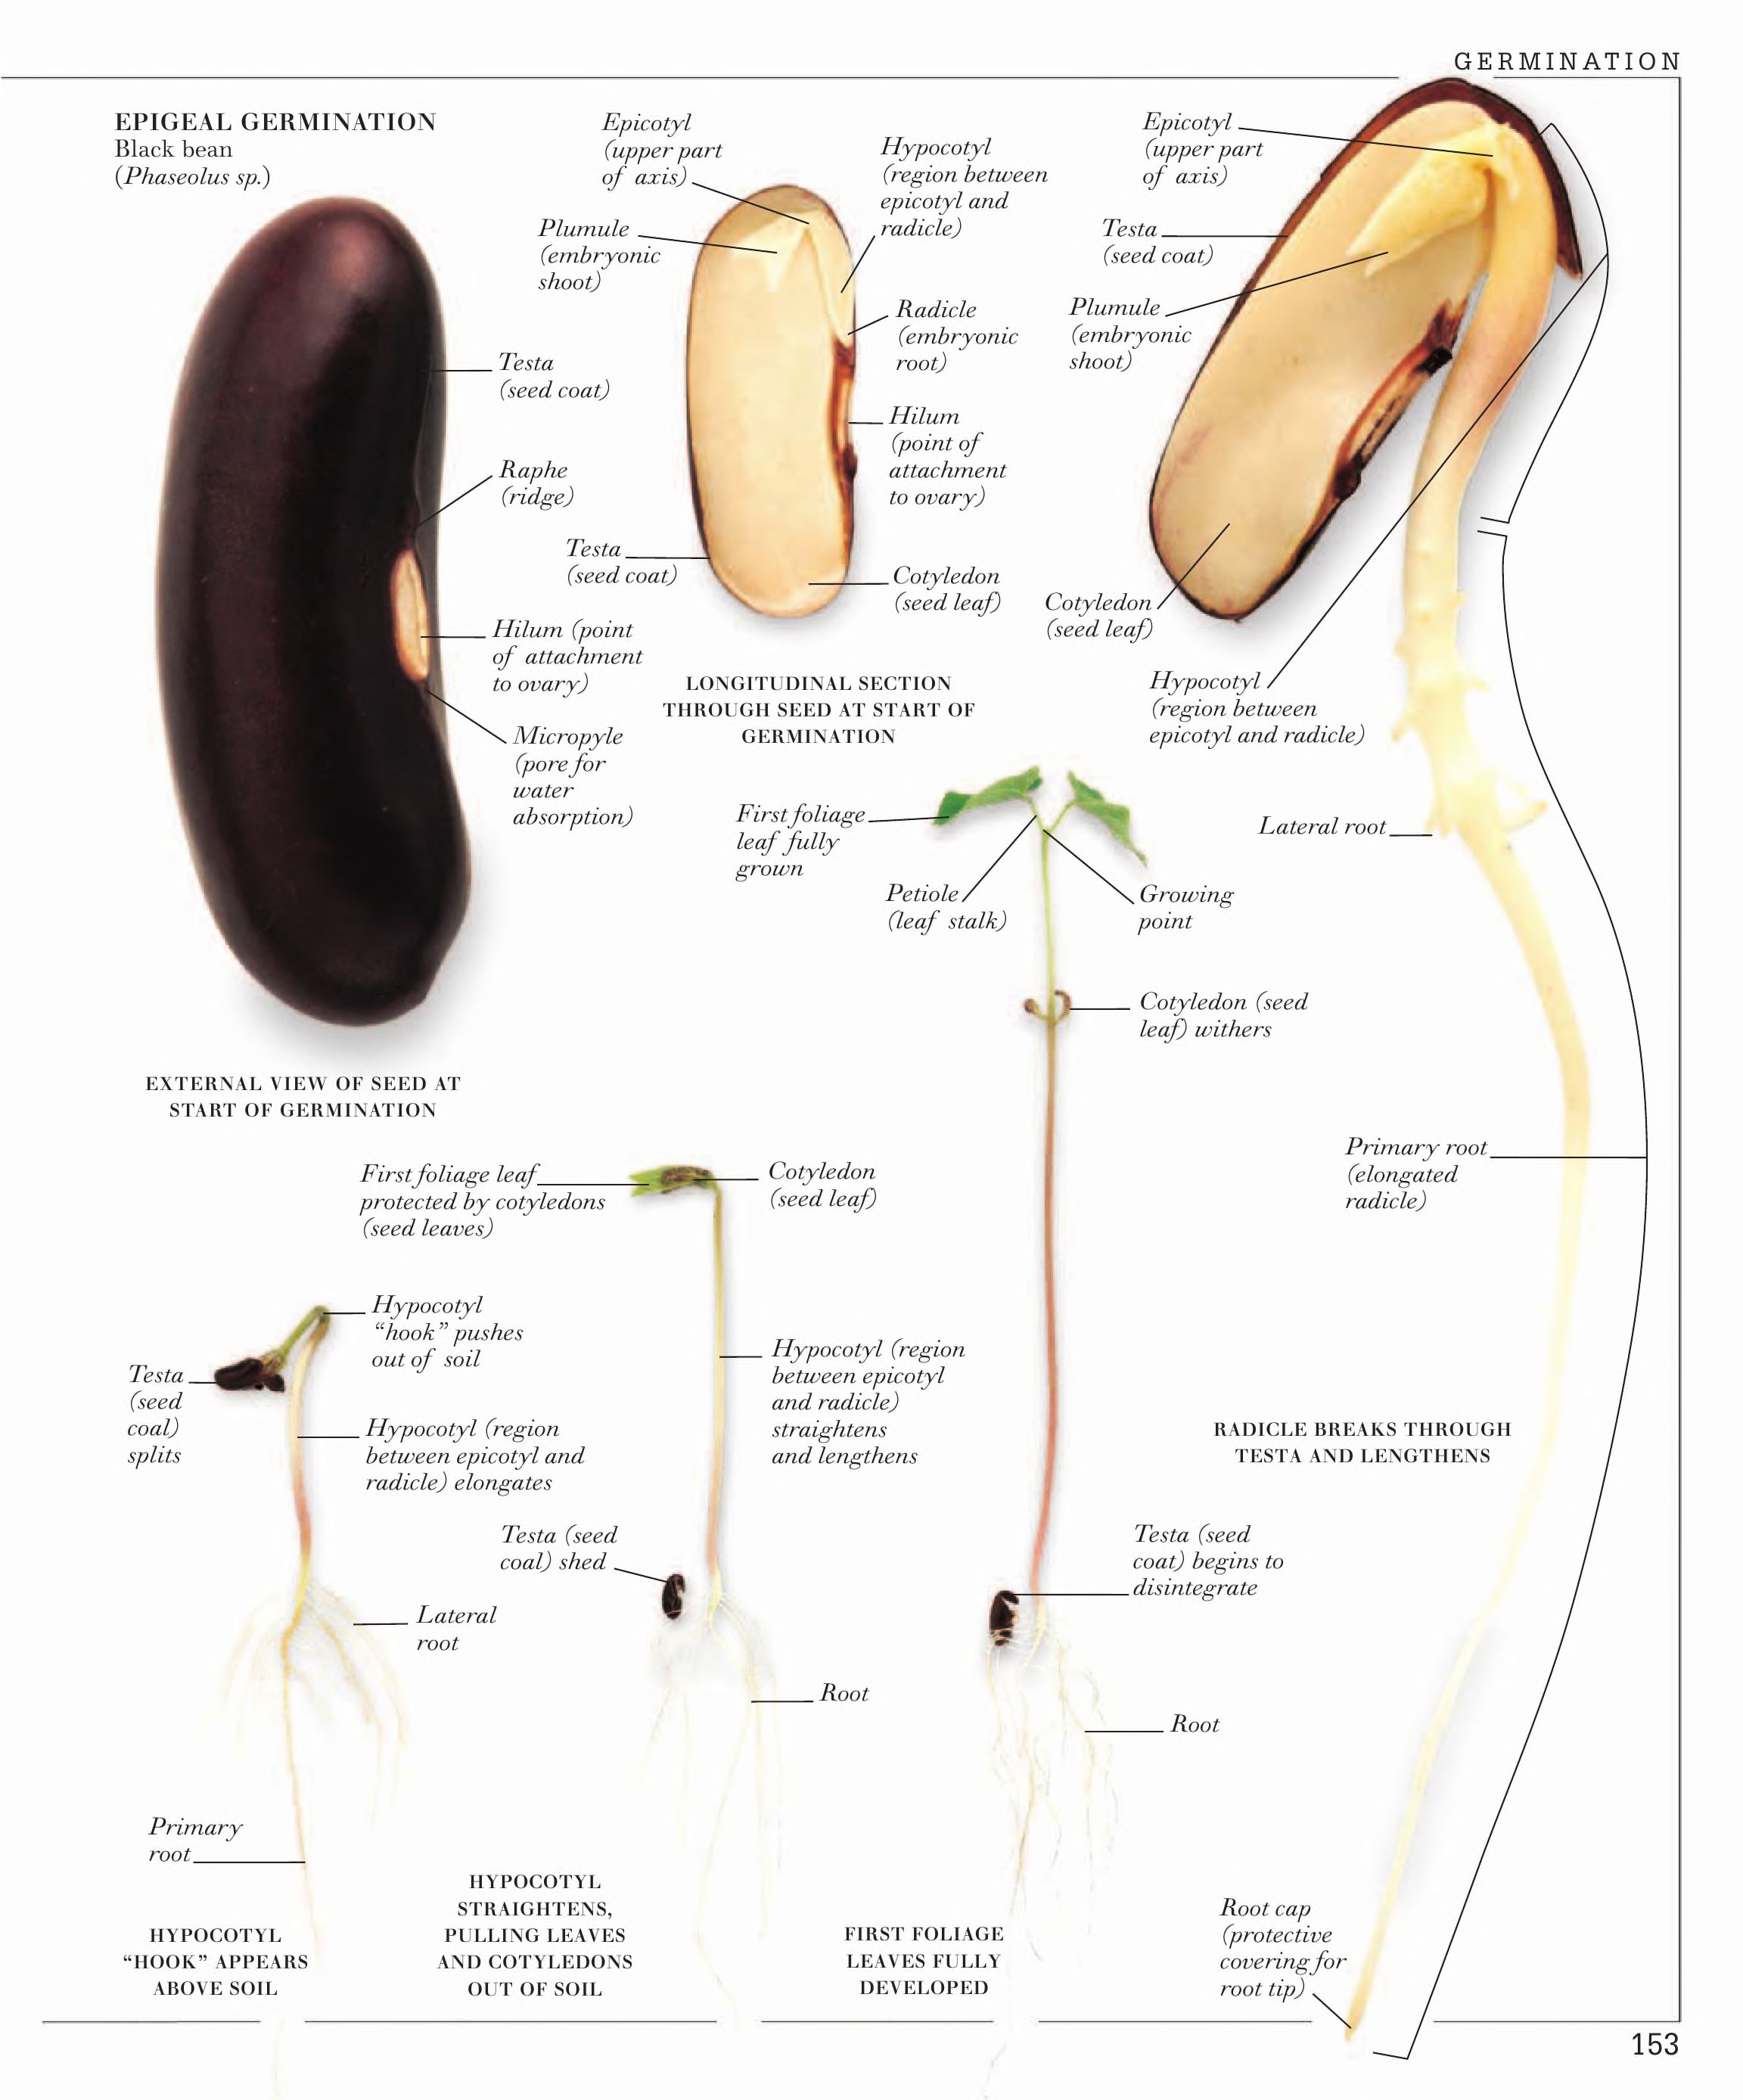 GERMINATION
EPIGEAL GERMINATION
Black bean
(Phaseolus sp.)
Testa
(seed coat)
Raphe
(ridge)
Hilum (point
of attachment
to ovary)
Micropyle
(pore for
water
absorption)
EXTERNAL VIEW OF SEED AT
START OF GERMINATION
Epicotyl
(upper part
of axis)
Plumule
(embryonic
shoot)
Hypocotyl
(region between
epicotyl and
radicle)
Radicle
(embryonic
root)
Hilum
(point of
attachment
to ovary)
Testa
(seed coat)
Cotyledon
(seed leaf)
LONGITUDINAL SECTION
THROUGH SEED AT START OF
GERMINATION
Epicotyl
(upper part
of axis)
Testa
(seed coat)
Plumule
(embryonic
shoot)
Cotyledon
(seed leaf)
Hypocotyl
(region between
epicotyl and radicle)
Lateral root
Primary root
(elongated
radicle)
RADICLE BREAKS THROUGH
TESTA AND LENGTHENS
Root cap
(protective
covering for
root tip)
Hypocotyl
“hook” pushes
out of soil
Testa
(seed
coal)
splits
Hypocotyl (region
between epicotyl and
radicle) elongates
Lateral
root
Primary
root
HYPOCOTYL
“HOOK” APPEARS
ABOVE SOIL
First foliage leaf
protected by cotyledons
(seed leaves)
Cotyledon
(seed leaf)
Hypocotyl (region
between epicotyl
and radicle)
straightens
and lengthens
Testa (seed
coal) shed
Root
HYPOCOTYL
STRAIGHTENS,
PULLING LEAVES
AND COTYLEDONS
OUT OF SOIL
First foliage
leaf fully
grown
Petiole
(leaf stalk)
Growing
point
Cotyledon (seed
leaf) withers
Testa (seed
coat) begins to
disintegrate
Root
FIRST FOLIAGE
LEAVES FULLY
DEVELOPED
153